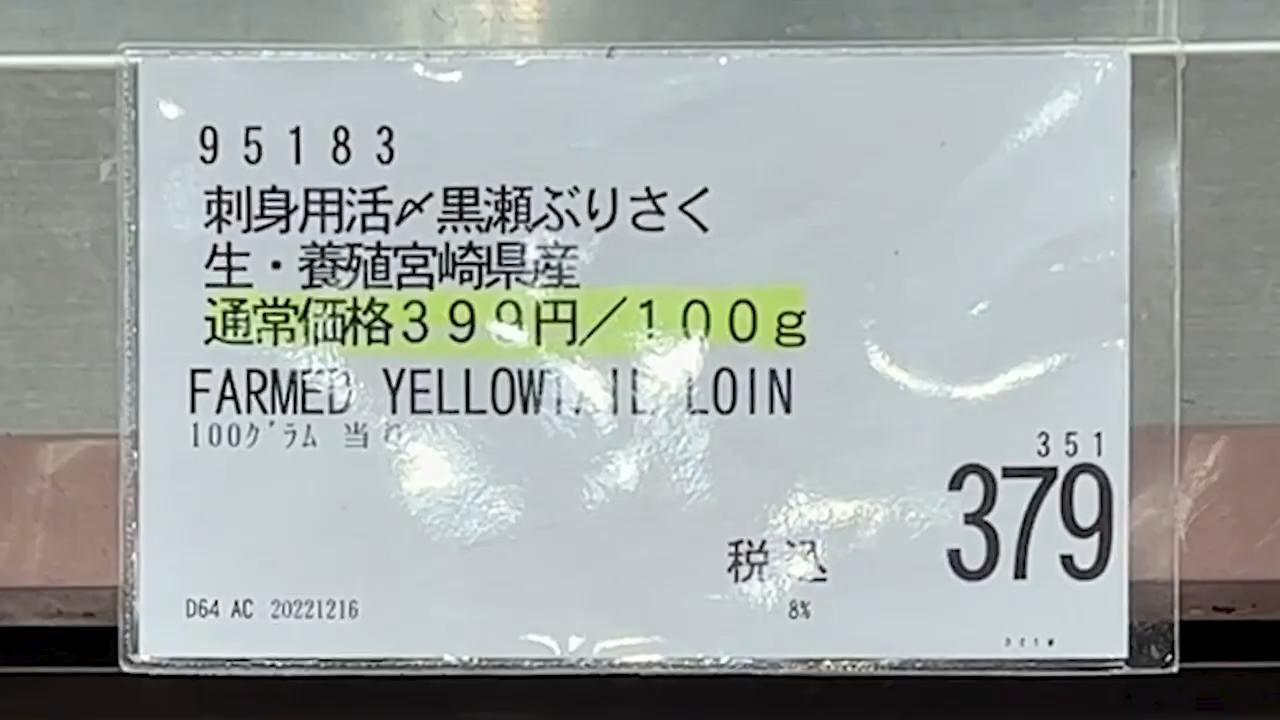 95183
刺身用活〆黒瀬ぶりさく
生・養殖宮崎県産
通常価格399円/100g
FARMED YELLOWTAIL LOIN
100グラム 当り
351
379
税込
8%
D64 AC 20221216